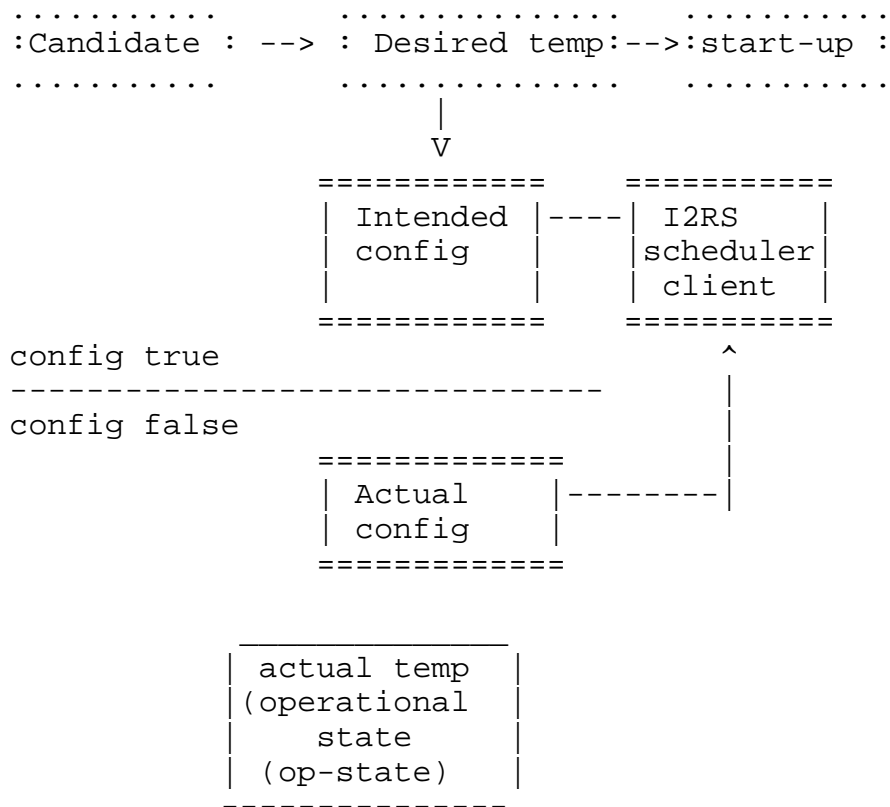 ...........      ...............   ...........
:Candidate : --> : Desired temp:-->:start-up :
...........      ...............   ...........
                      |
                      V
                ============    ===========
                | Intended |----| I2RS    |
                | config   |    |scheduler|
                |          |    | client  |
                ============    ===========
config true                          ^
-------------------------------      |
config false                         |
                =============        |
                | Actual    |--------|
                | config    |
                =============
            ______________
           | actual temp  |
           |(operational  |
           |    state     |
           | (op-state)   |
           ---------------